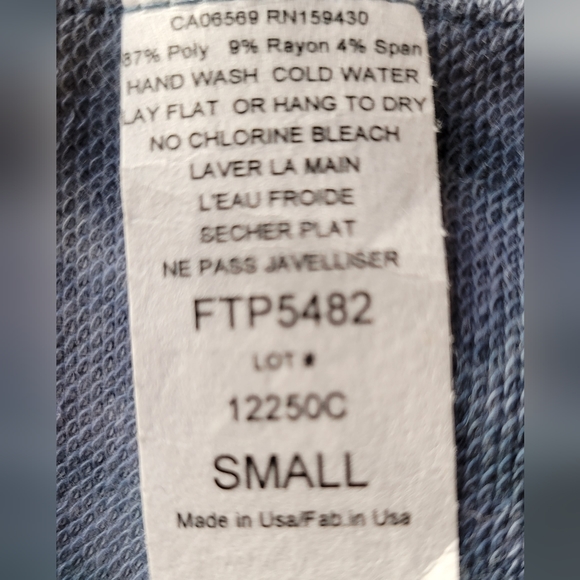 CA06569 RN159430
87% Poly 9% Rayon 4% Span
HAND WASH COLD WATER
LAY FLAT OR HANG TO DRY
NO CHLORINE BLEACH
LAVER LA MAIN
L'EAU FROIDE
SECHER PLAT
NE PASS JAVELLISER
FTP5482
LOT #
12250C
SMALL
Made in Usa/Fab.in Usa